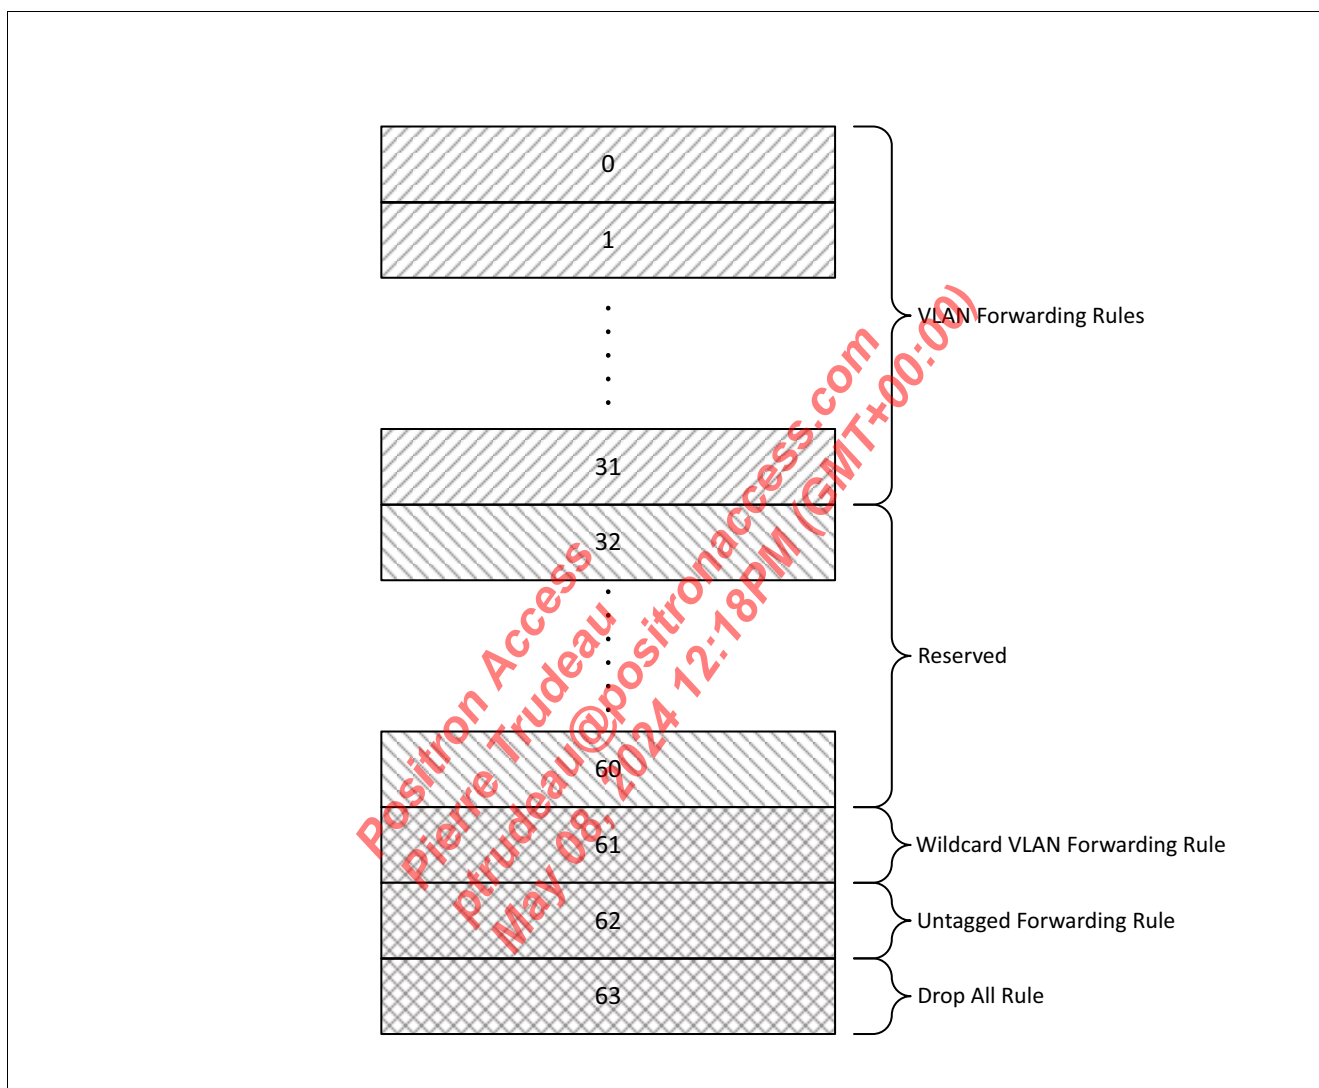 0
1
VLAN Forwarding Rules
31
32
Reserved
60
61
Wildcard VLAN Forwarding Rule
62
Untagged Forwarding Rule
63
Drop All Rule
Positron Access
Pierre Trudeau
ptrudeau@positronaccess.com
May 08, 2024 12:18PM (GMT+00:00)